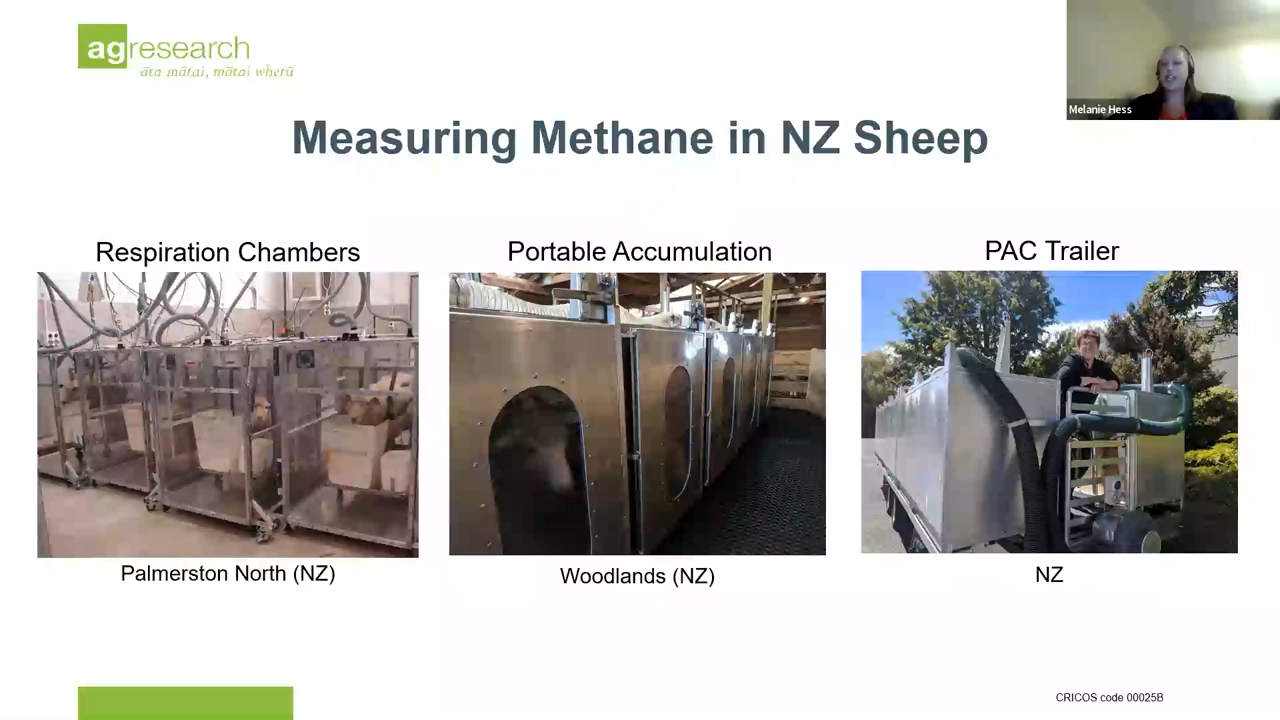 agresearch
āta mātai, mātai whetū
Melanie Hess
Measuring Methane in NZ Sheep
Respiration Chambers
Portable Accumulation
PAC Trailer
Palmerston North (NZ)
Woodlands (NZ)
NZ
CRICOS code 00025B